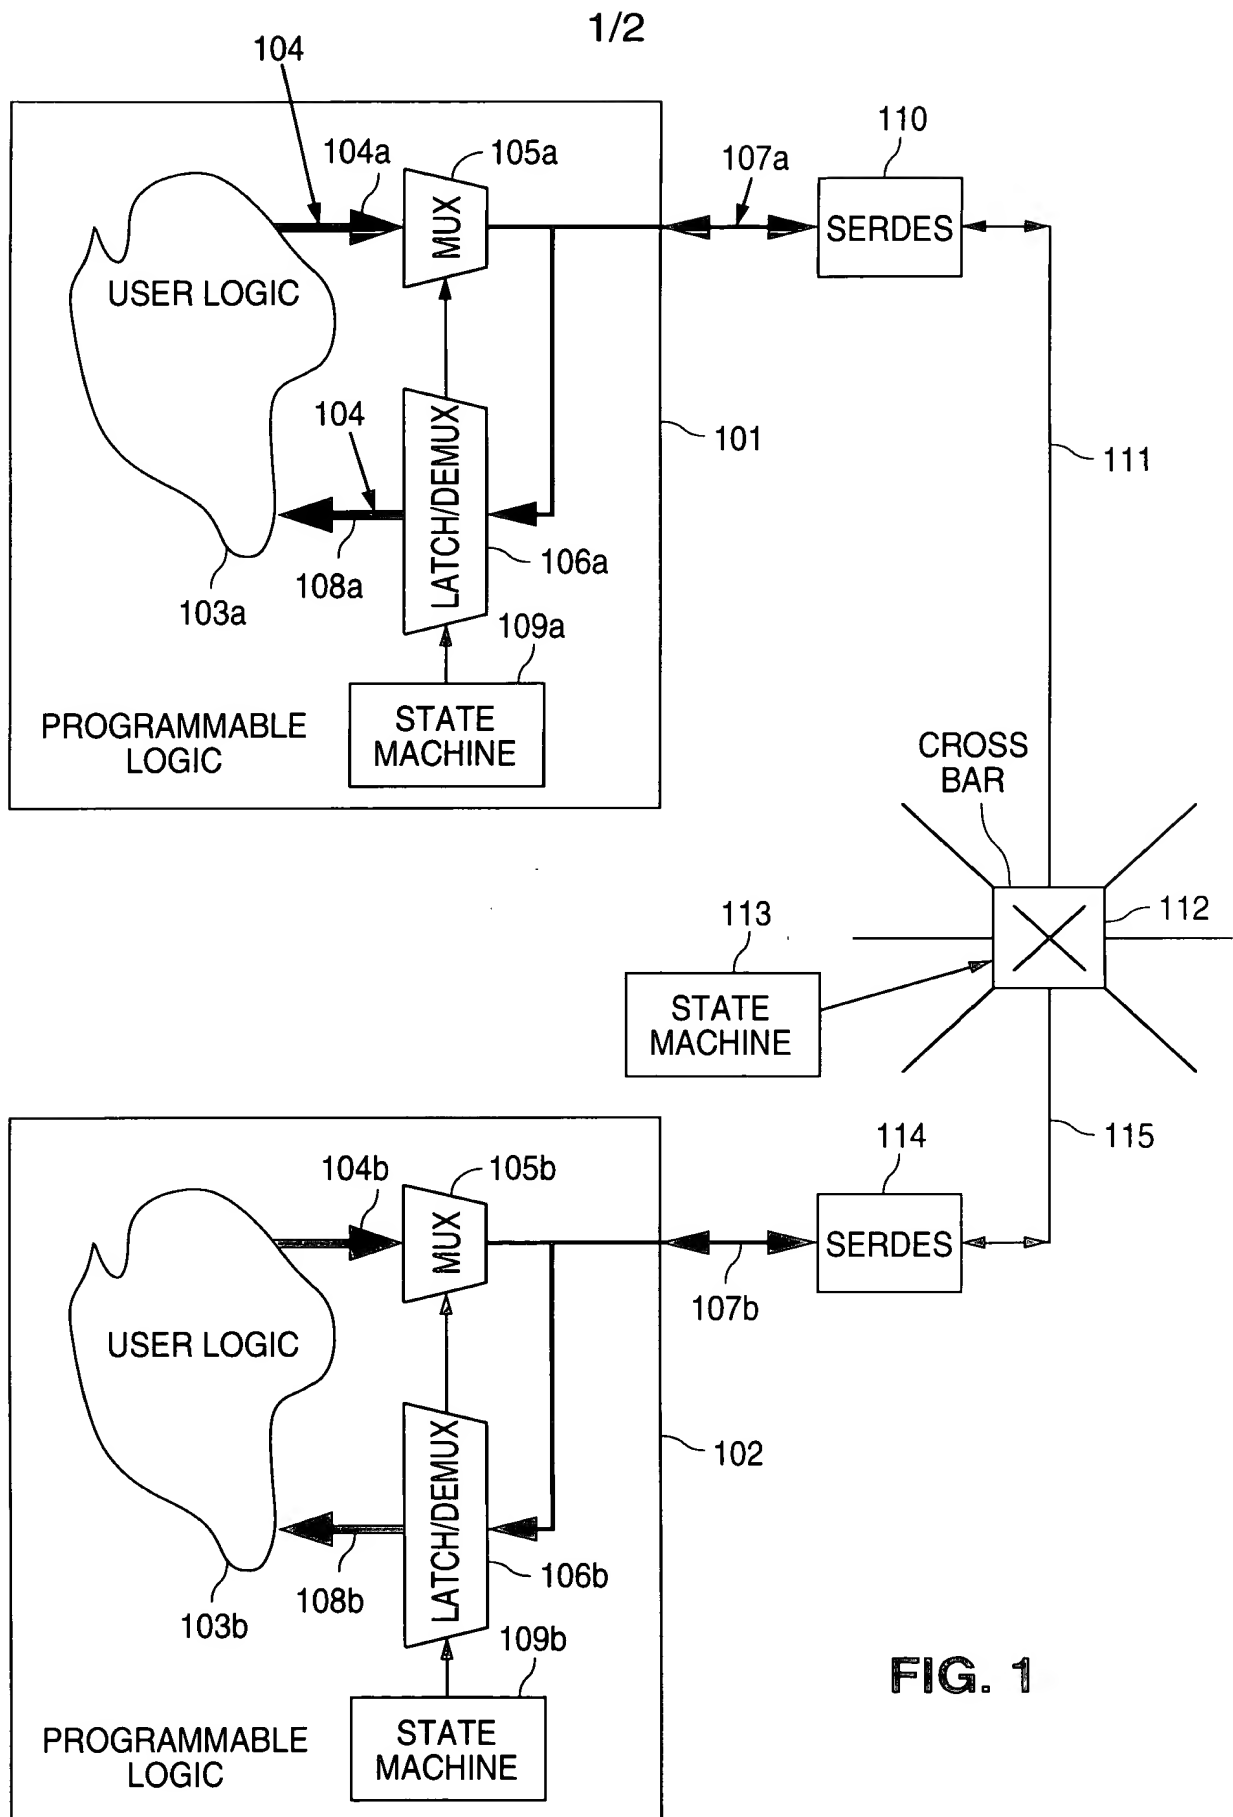 1/2
104
104a
105a
MUX
107a
110
SERDES
USER LOGIC
104
LATCH/DEMUX
101
111
108a
106a
103a
109a
STATE
MACHINE
PROGRAMMABLE
LOGIC
CROSS
BAR
113
112
STATE
MACHINE
104b
105b
MUX
114
115
SERDES
107b
USER LOGIC
LATCH/DEMUX
102
108b
106b
103b
109b
STATE
MACHINE
PROGRAMMABLE
LOGIC
FIG. 1